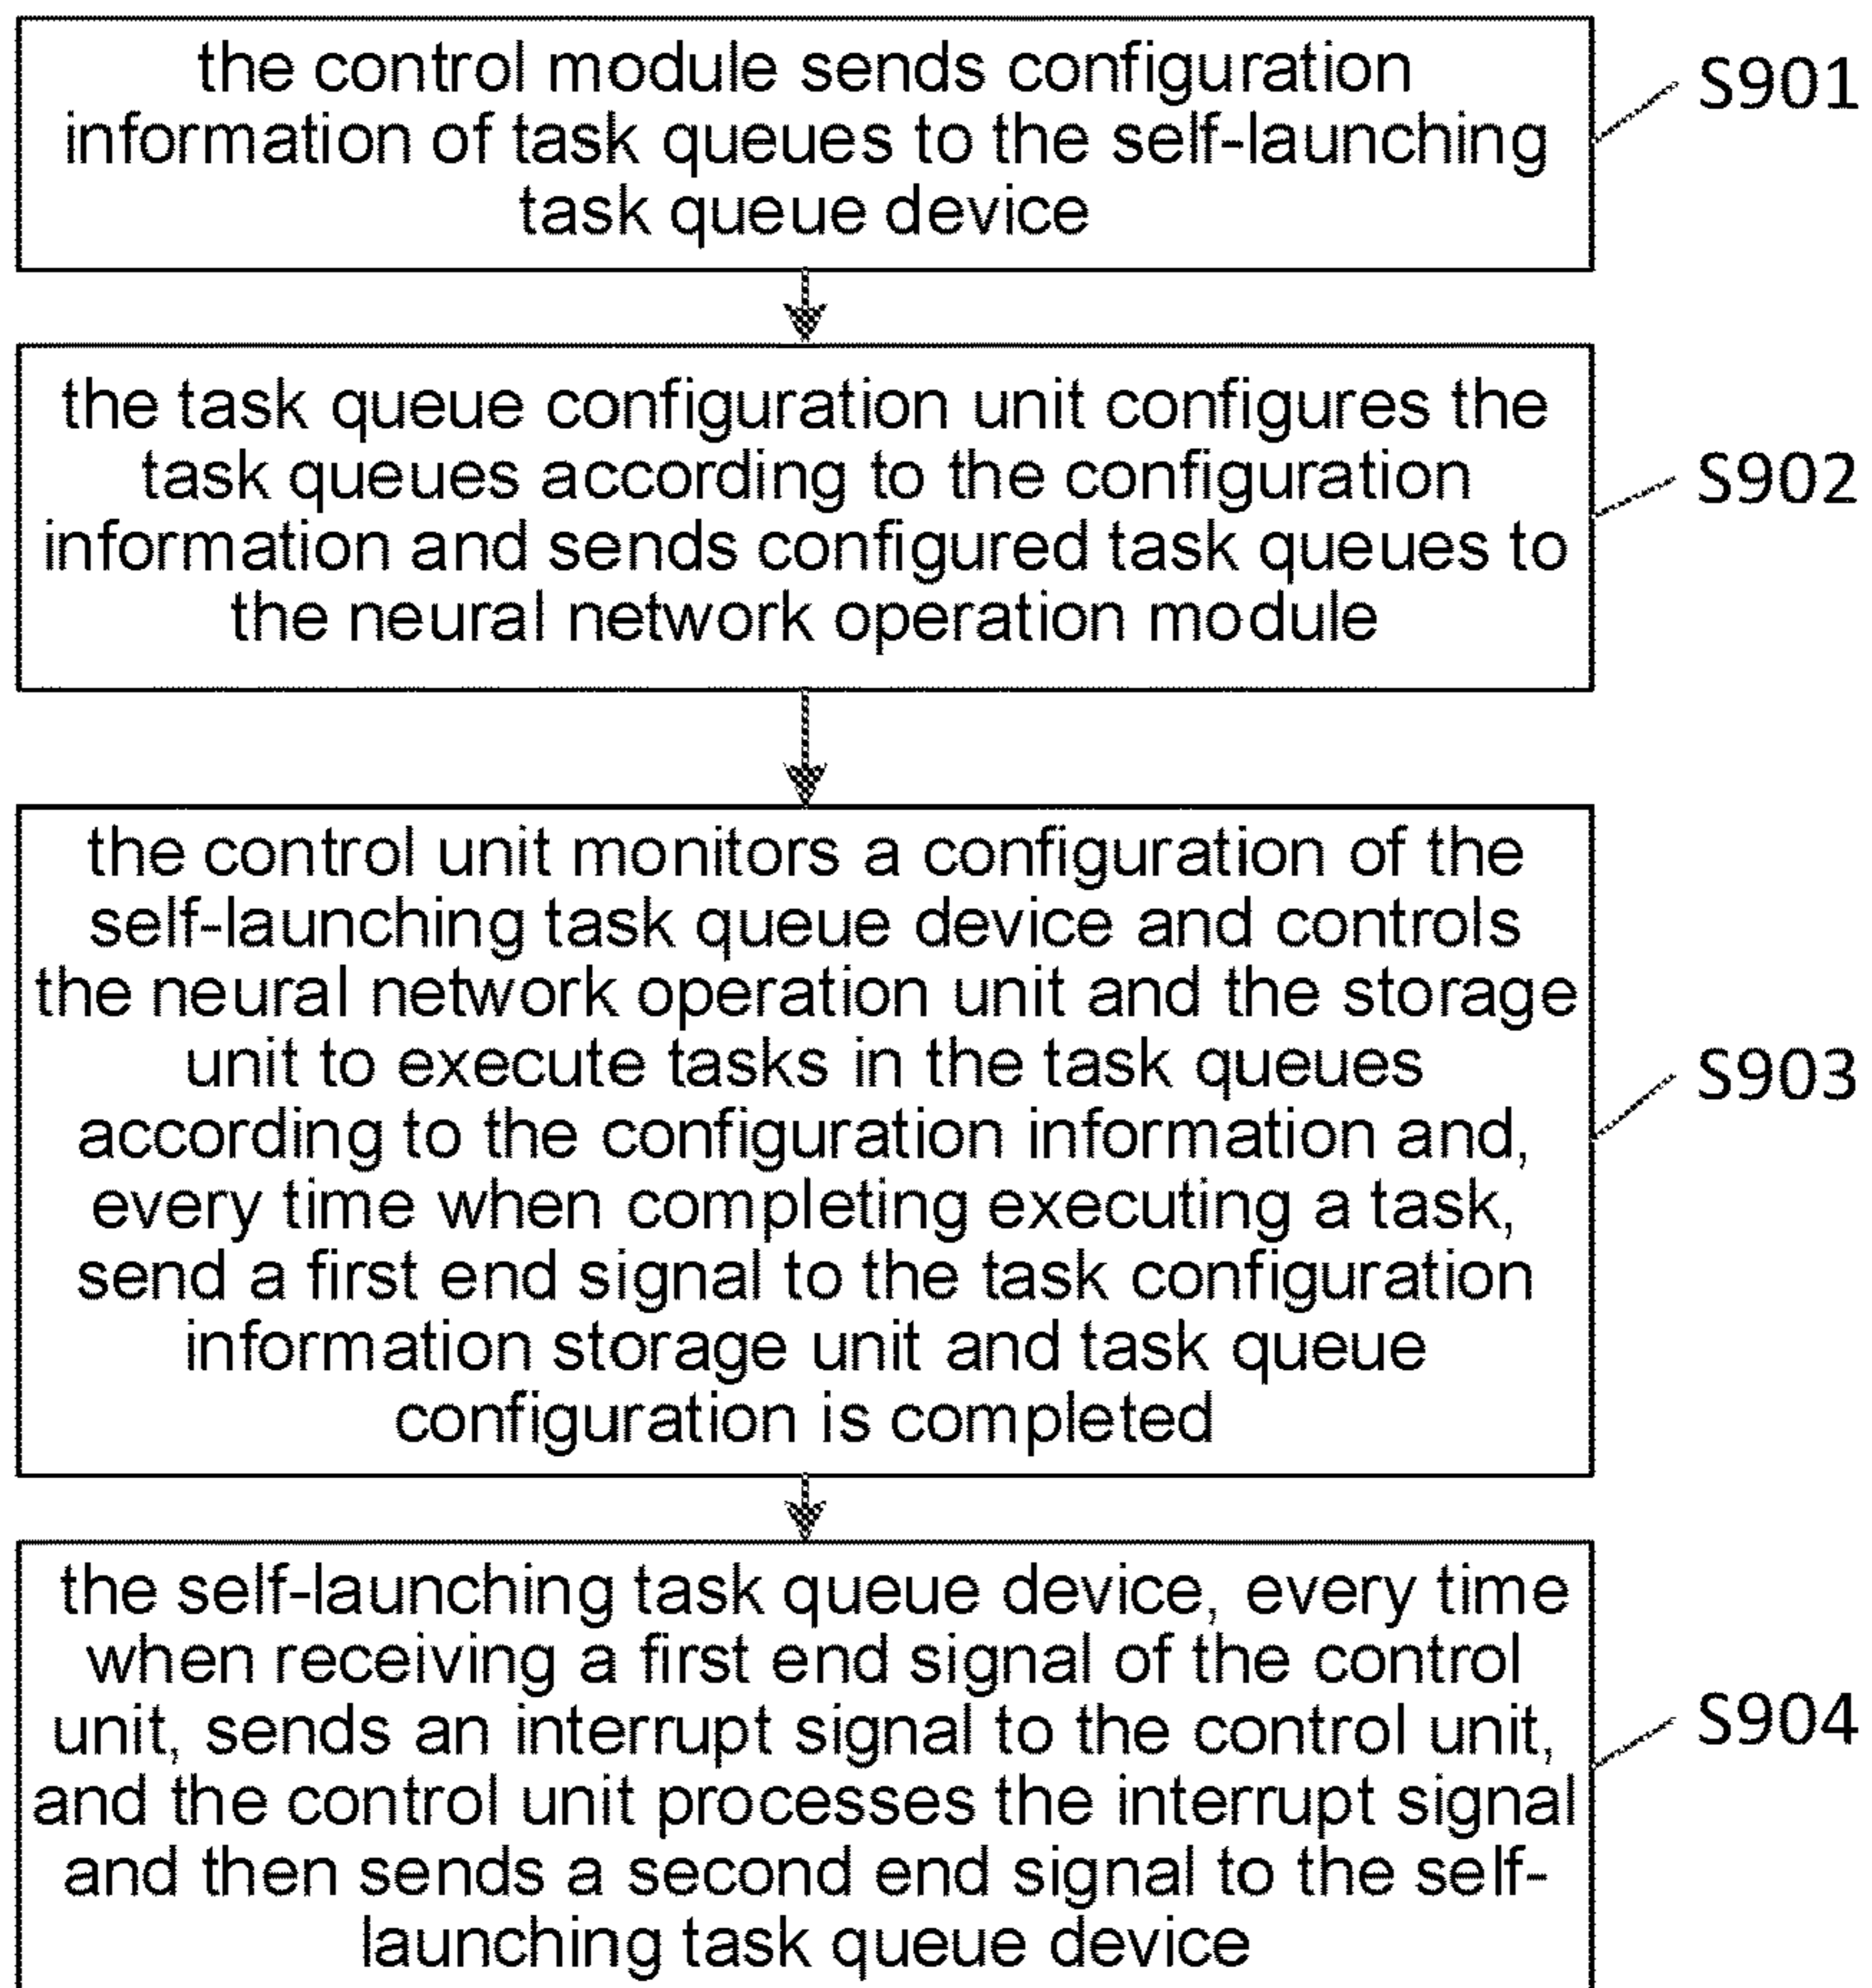 the control module sends configuration
information of task queues to the self-launching
task queue device
S901
the task queue configuration unit configures the
task queues according to the configuration
information and sends configured task queues to
the neural network operation module
S902
the control unit monitors a configuration of the
self-launching task queue device and controls
the neural network operation unit and the storage
unit to execute tasks in the task queues
according to the configuration information and,
every time when completing executing a task,
send a first end signal to the task configuration
information storage unit and task queue
configuration is completed
S903
the self-launching task queue device, every time
when receiving a first end signal of the control
unit, sends an interrupt signal to the control unit,
and the control unit processes the interrupt signal
and then sends a second end signal to the self-
launching task queue device
S904